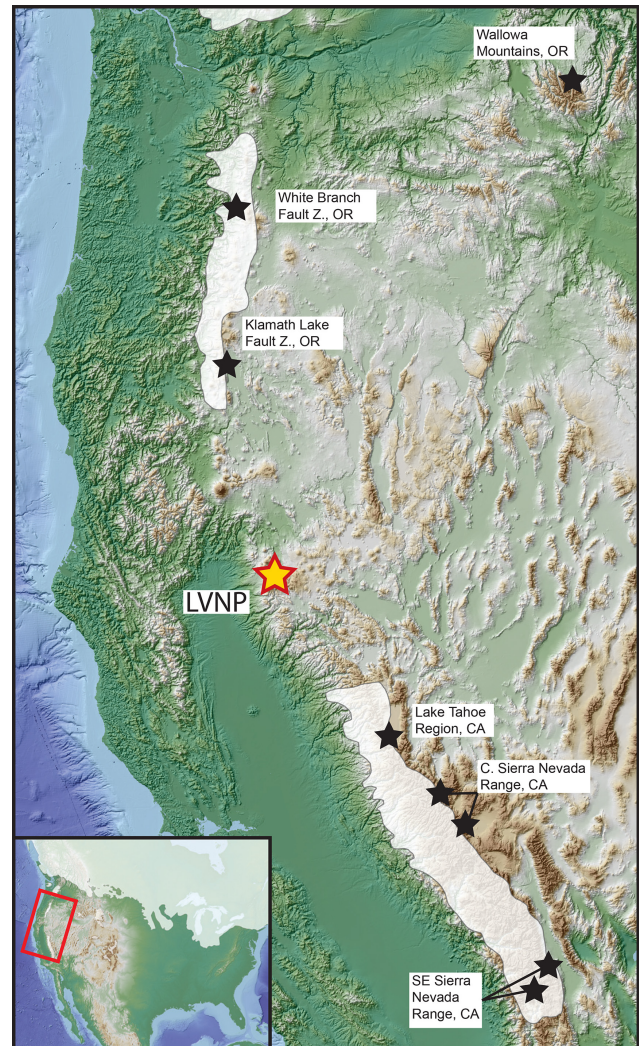 Wallowa
Mountains, OR
White Branch
Fault Z., OR
Klamath Lake
Fault Z., OR
LVNP
Lake Tahoe
Region, CA
C. Sierra Nevada
Range, CA
SE Sierra
Nevada
Range, CA